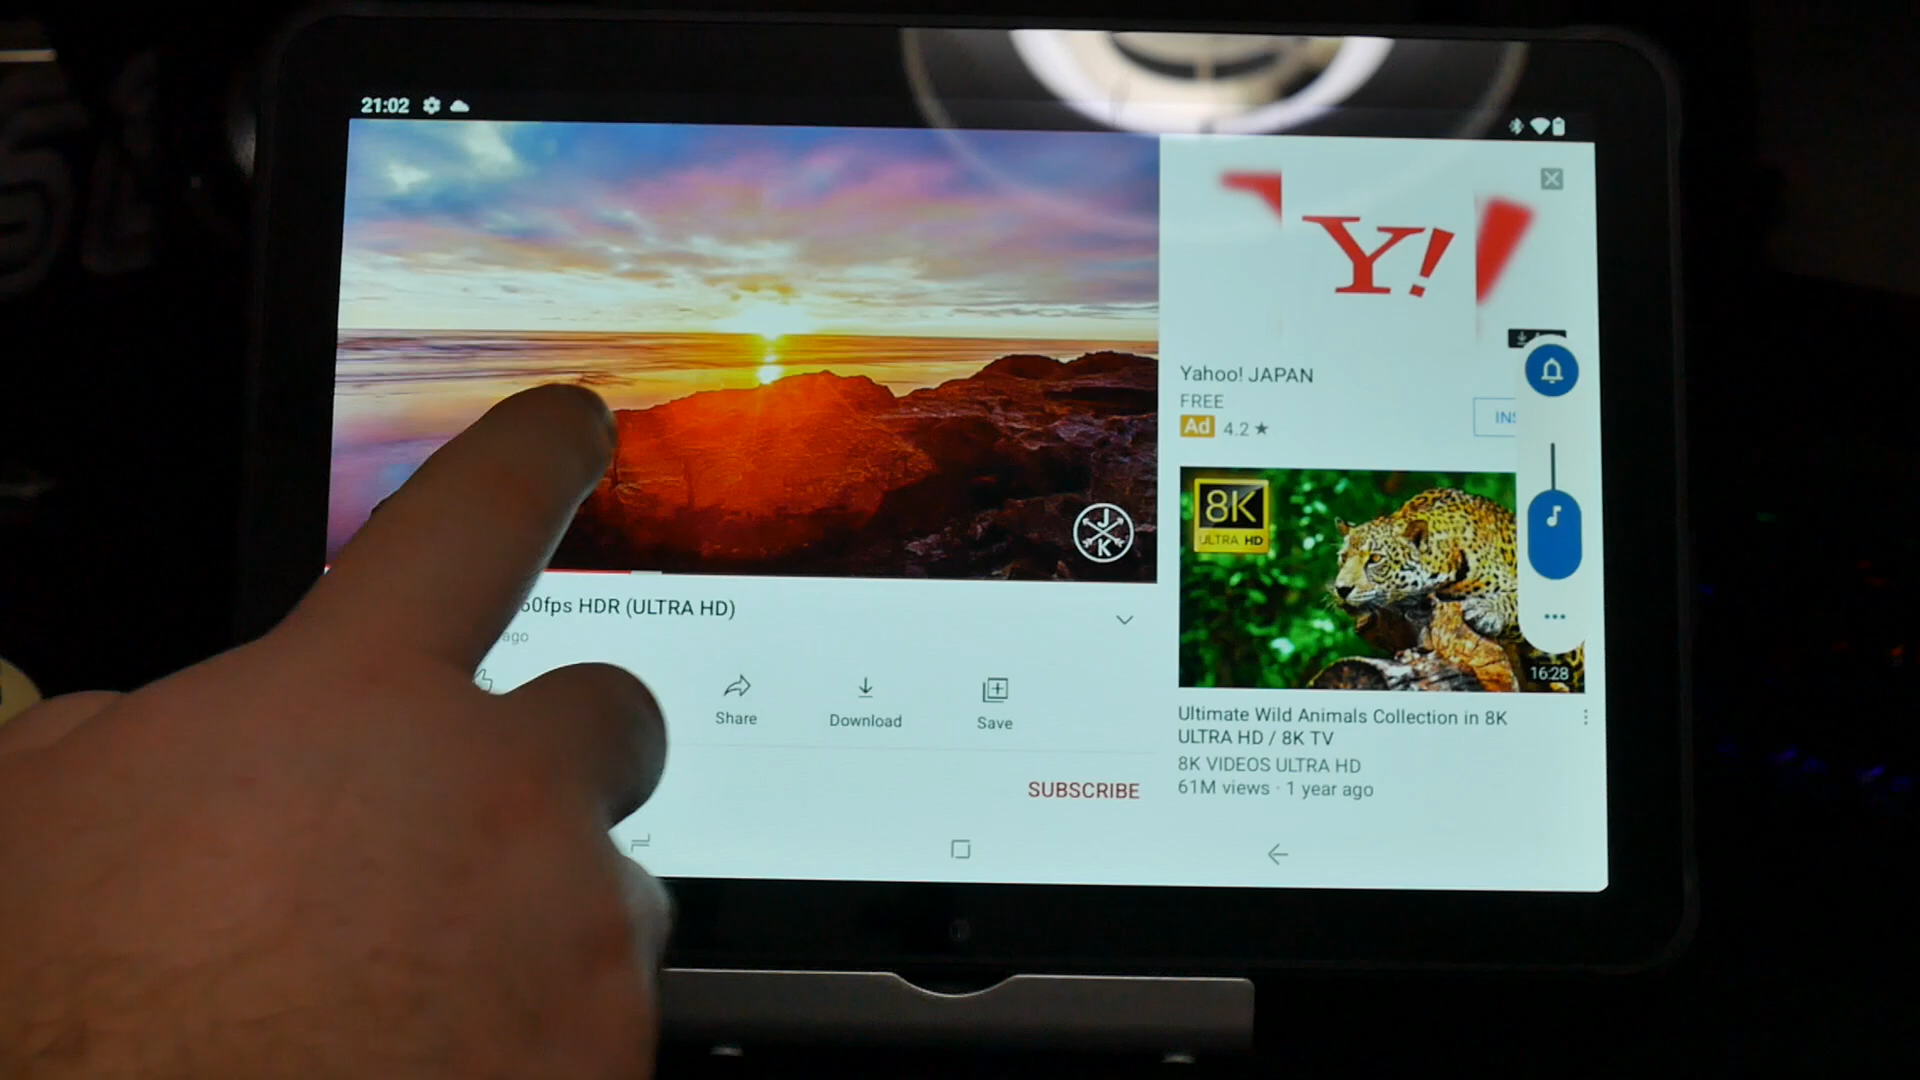 21:02
Y!
Yahoo! JAPAN
FREE
Ad 4.2 ★
8K
ULTRA HD
16:28
Ultimate Wild Animals Collection in 8K
ULTRA HD / 8K TV
8K VIDEOS ULTRA HD
61M views · 1 year ago
JK
60fps HDR (ULTRA HD)
ago
Share
Download
Save
SUBSCRIBE